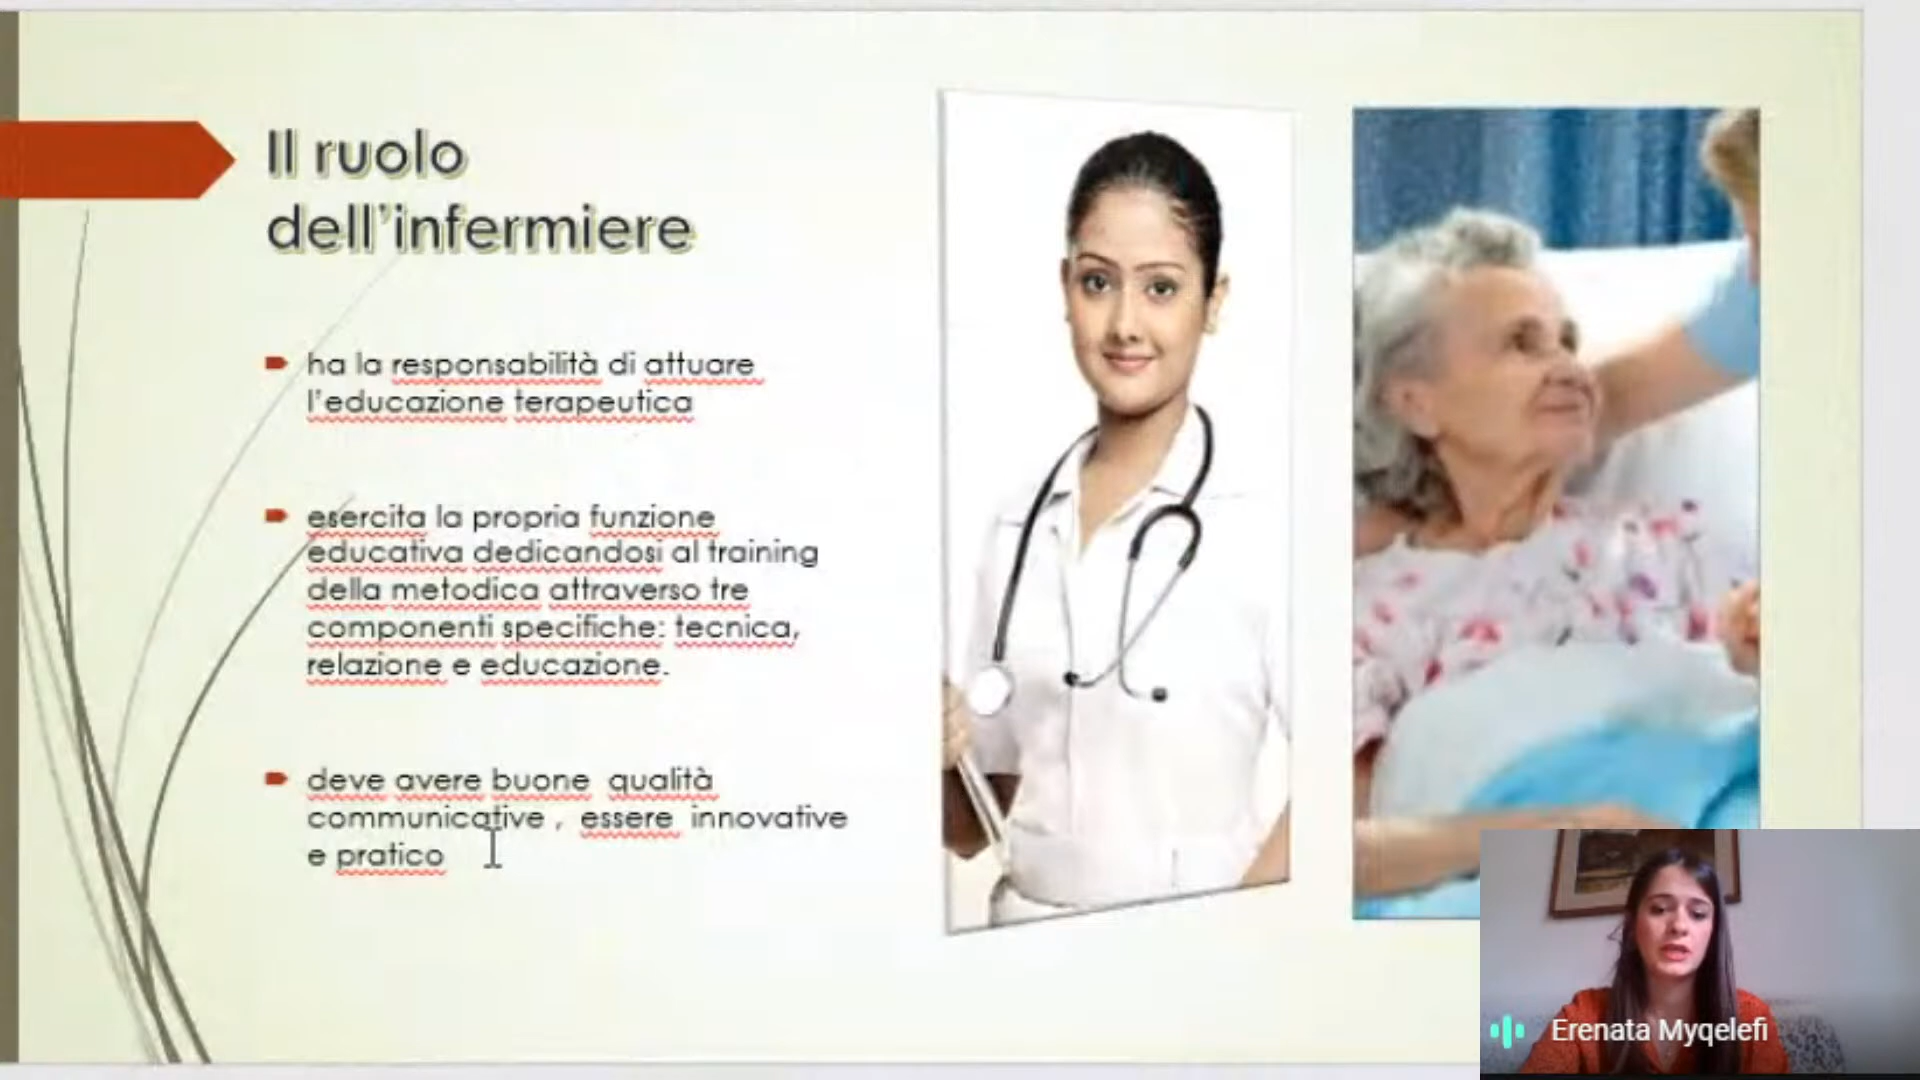 Il ruolo
dell'infermiere
ha la responsabilità di attuare
l'educazione terapeutica
esercita la propria funzione
educativa dedicandosi al training
della metodica attraverso tre
componenti specifiche: tecnica,
relazione e educazione.
deve avere buone qualità
communicative , essere innovative
e pratico
Erenata Myqelefi